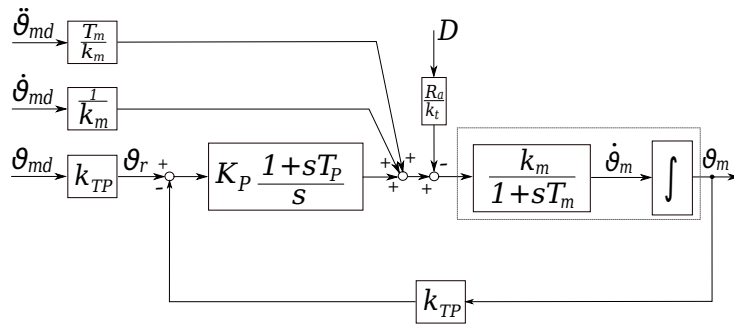 ϑ̈md Tm/km
D
ϑ̇md 1/km
Ra/kt
ϑmd kTP ϑr + - KP (1+sTP)/s + + + + - km/(1+sTm) ϑ̇m ∫ ϑm
kTP